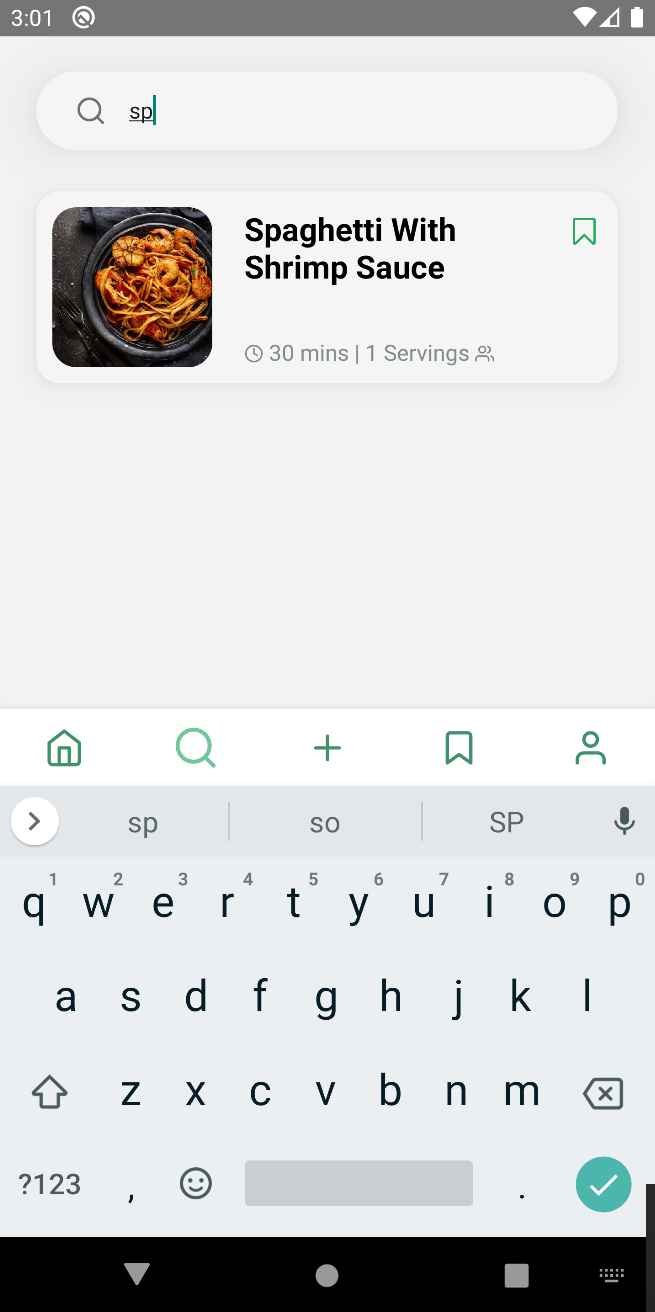 3:01
sp
Spaghetti With
Shrimp Sauce
30 mins | 1 Servings
sp so SP
1 2 3 4 5 6 7 8 9 0
q w e r t y u i o p
a s d f g h j k l
z x c v b n m
?123 , .